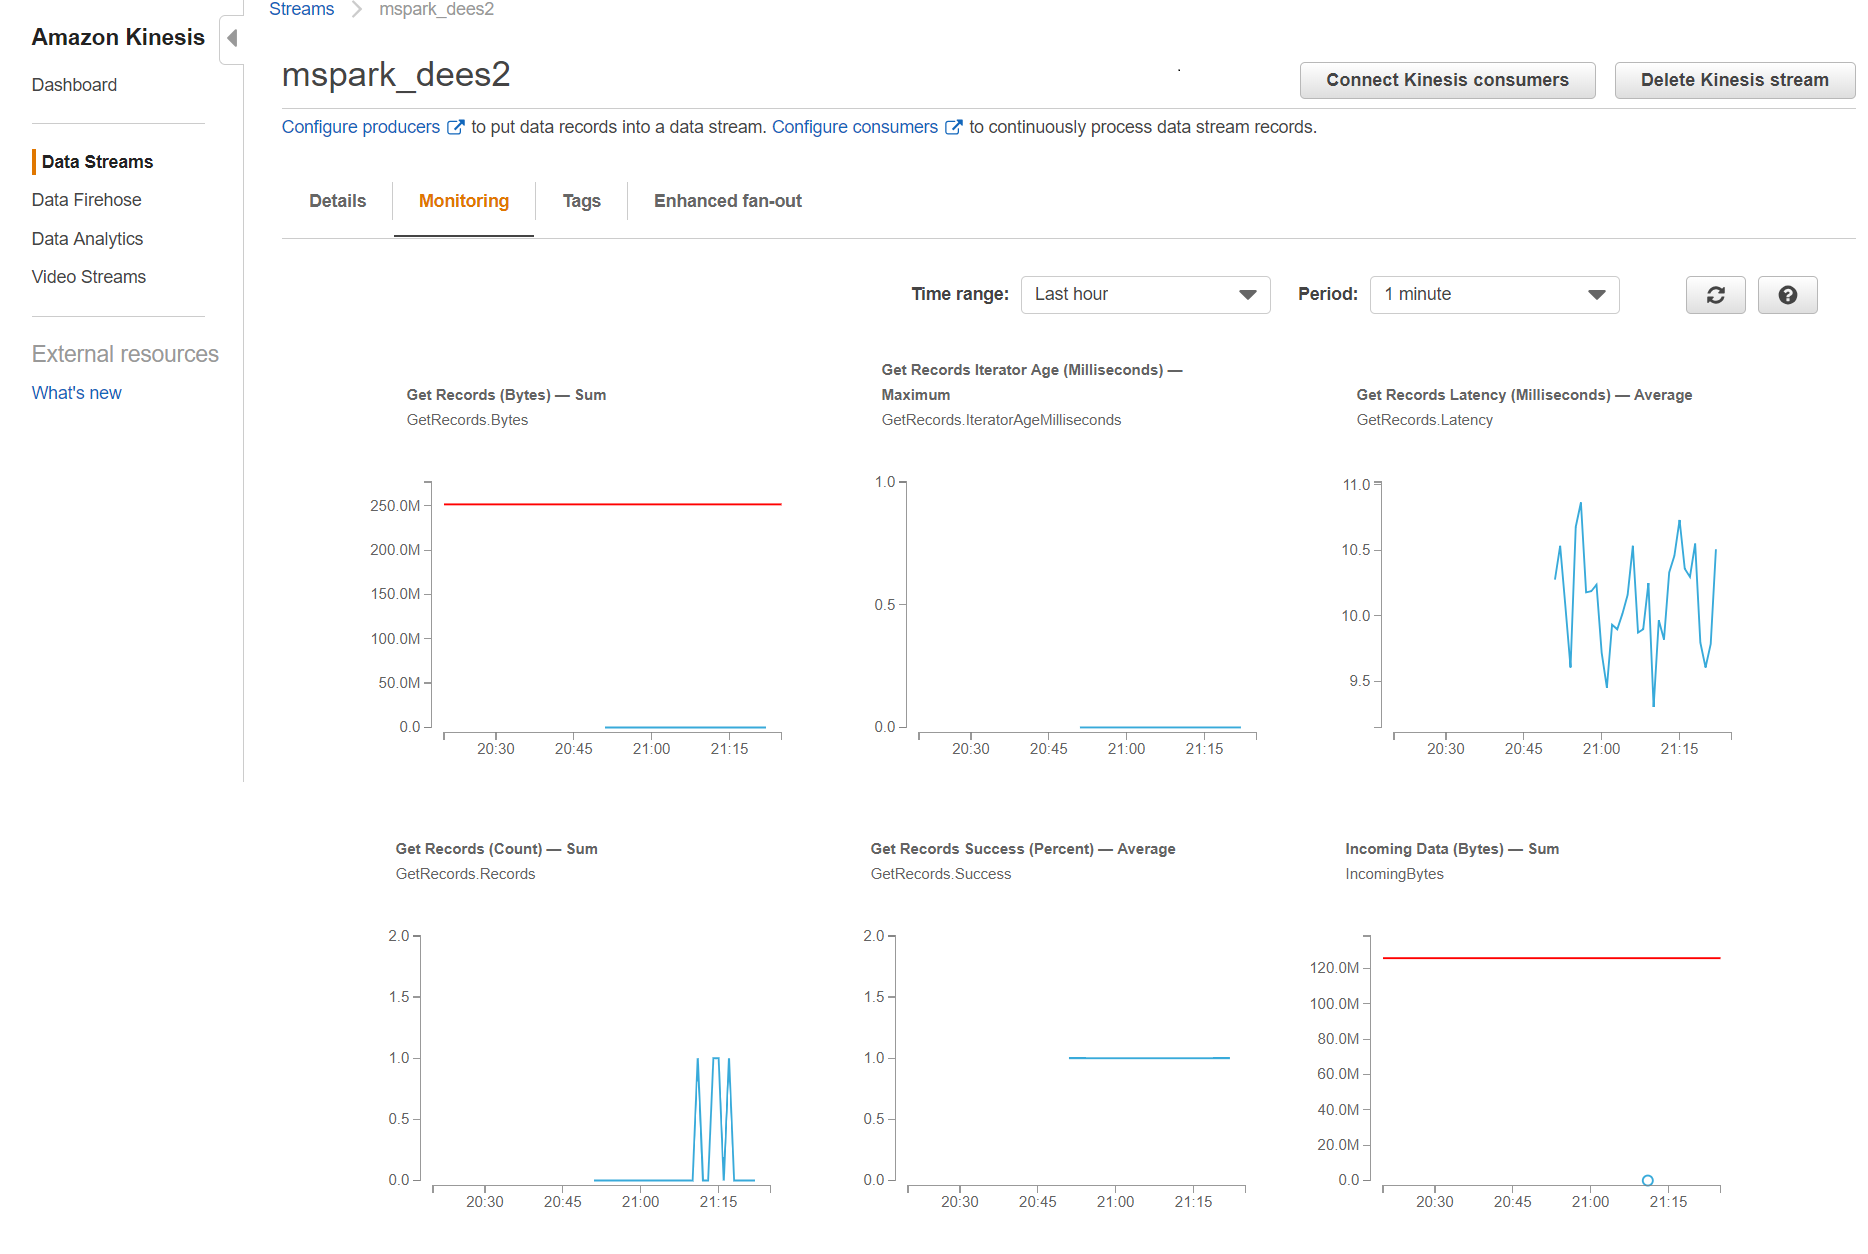 Streams mspark_dees2
Amazon Kinesis
Dashboard
Data Streams
Data Firehose
Data Analytics
Video Streams
External resources
What's new
mspark_dees2
Connect Kinesis consumers Delete Kinesis stream
Configure producers to put data records into a data stream. Configure consumers to continuously process data stream records.
Details Monitoring Tags Enhanced fan-out
Time range: Last hour Period: 1 minute
Get Records (Bytes) — Sum
GetRecords.Bytes
250.0M
200.0M
150.0M
100.0M
50.0M
0.0
20:30 20:45 21:00 21:15
Get Records Iterator Age (Milliseconds) —
Maximum
GetRecords.IteratorAgeMilliseconds
1.0
0.5
0.0
20:30 20:45 21:00 21:15
Get Records Latency (Milliseconds) — Average
GetRecords.Latency
11.0
10.5
10.0
9.5
20:30 20:45 21:00 21:15
Get Records (Count) — Sum
GetRecords.Records
2.0
1.5
1.0
0.5
0.0
20:30 20:45 21:00 21:15
Get Records Success (Percent) — Average
GetRecords.Success
2.0
1.5
1.0
0.5
0.0
20:30 20:45 21:00 21:15
Incoming Data (Bytes) — Sum
IncomingBytes
120.0M
100.0M
80.0M
60.0M
40.0M
20.0M
0.0
20:30 20:45 21:00 21:15